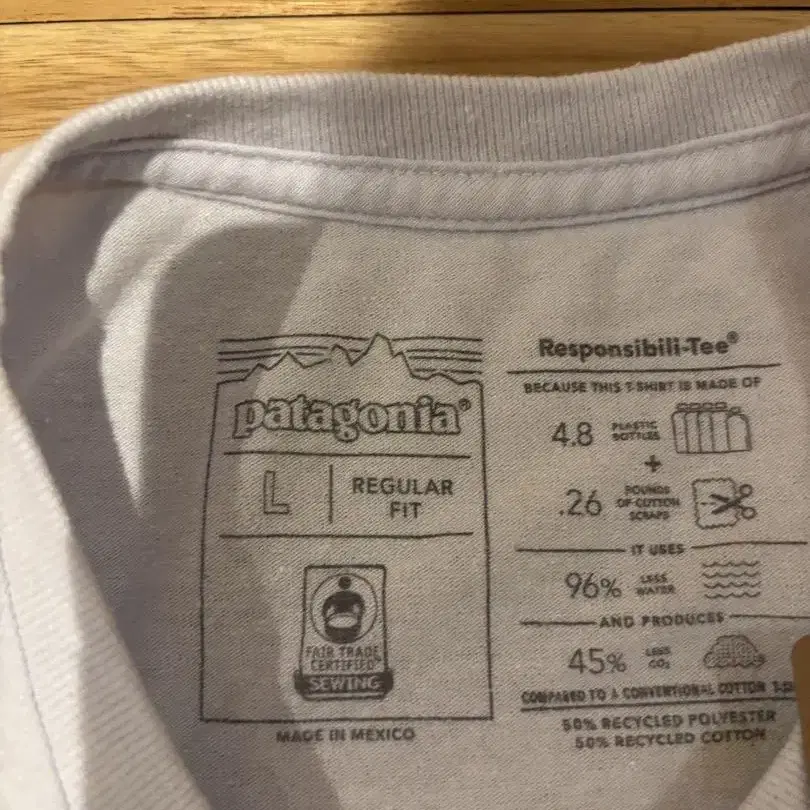 patagonia®
L
REGULAR
FIT
FAIR TRADE
CERTIFIED™
SEWING
MADE IN MEXICO
Responsibili-Tee®
BECAUSE THIS T-SHIRT IS MADE OF
4.8 PLASTIC
BOTTLES
+
.26 POUNDS
OF COTTON
SCRAPS
IT USES
96% LESS
WATER
AND PRODUCES
45% LESS
CO₂
COMPARED TO A CONVENTIONAL COTTON
50% RECYCLED POLYESTER
50% RECYCLED COTTON